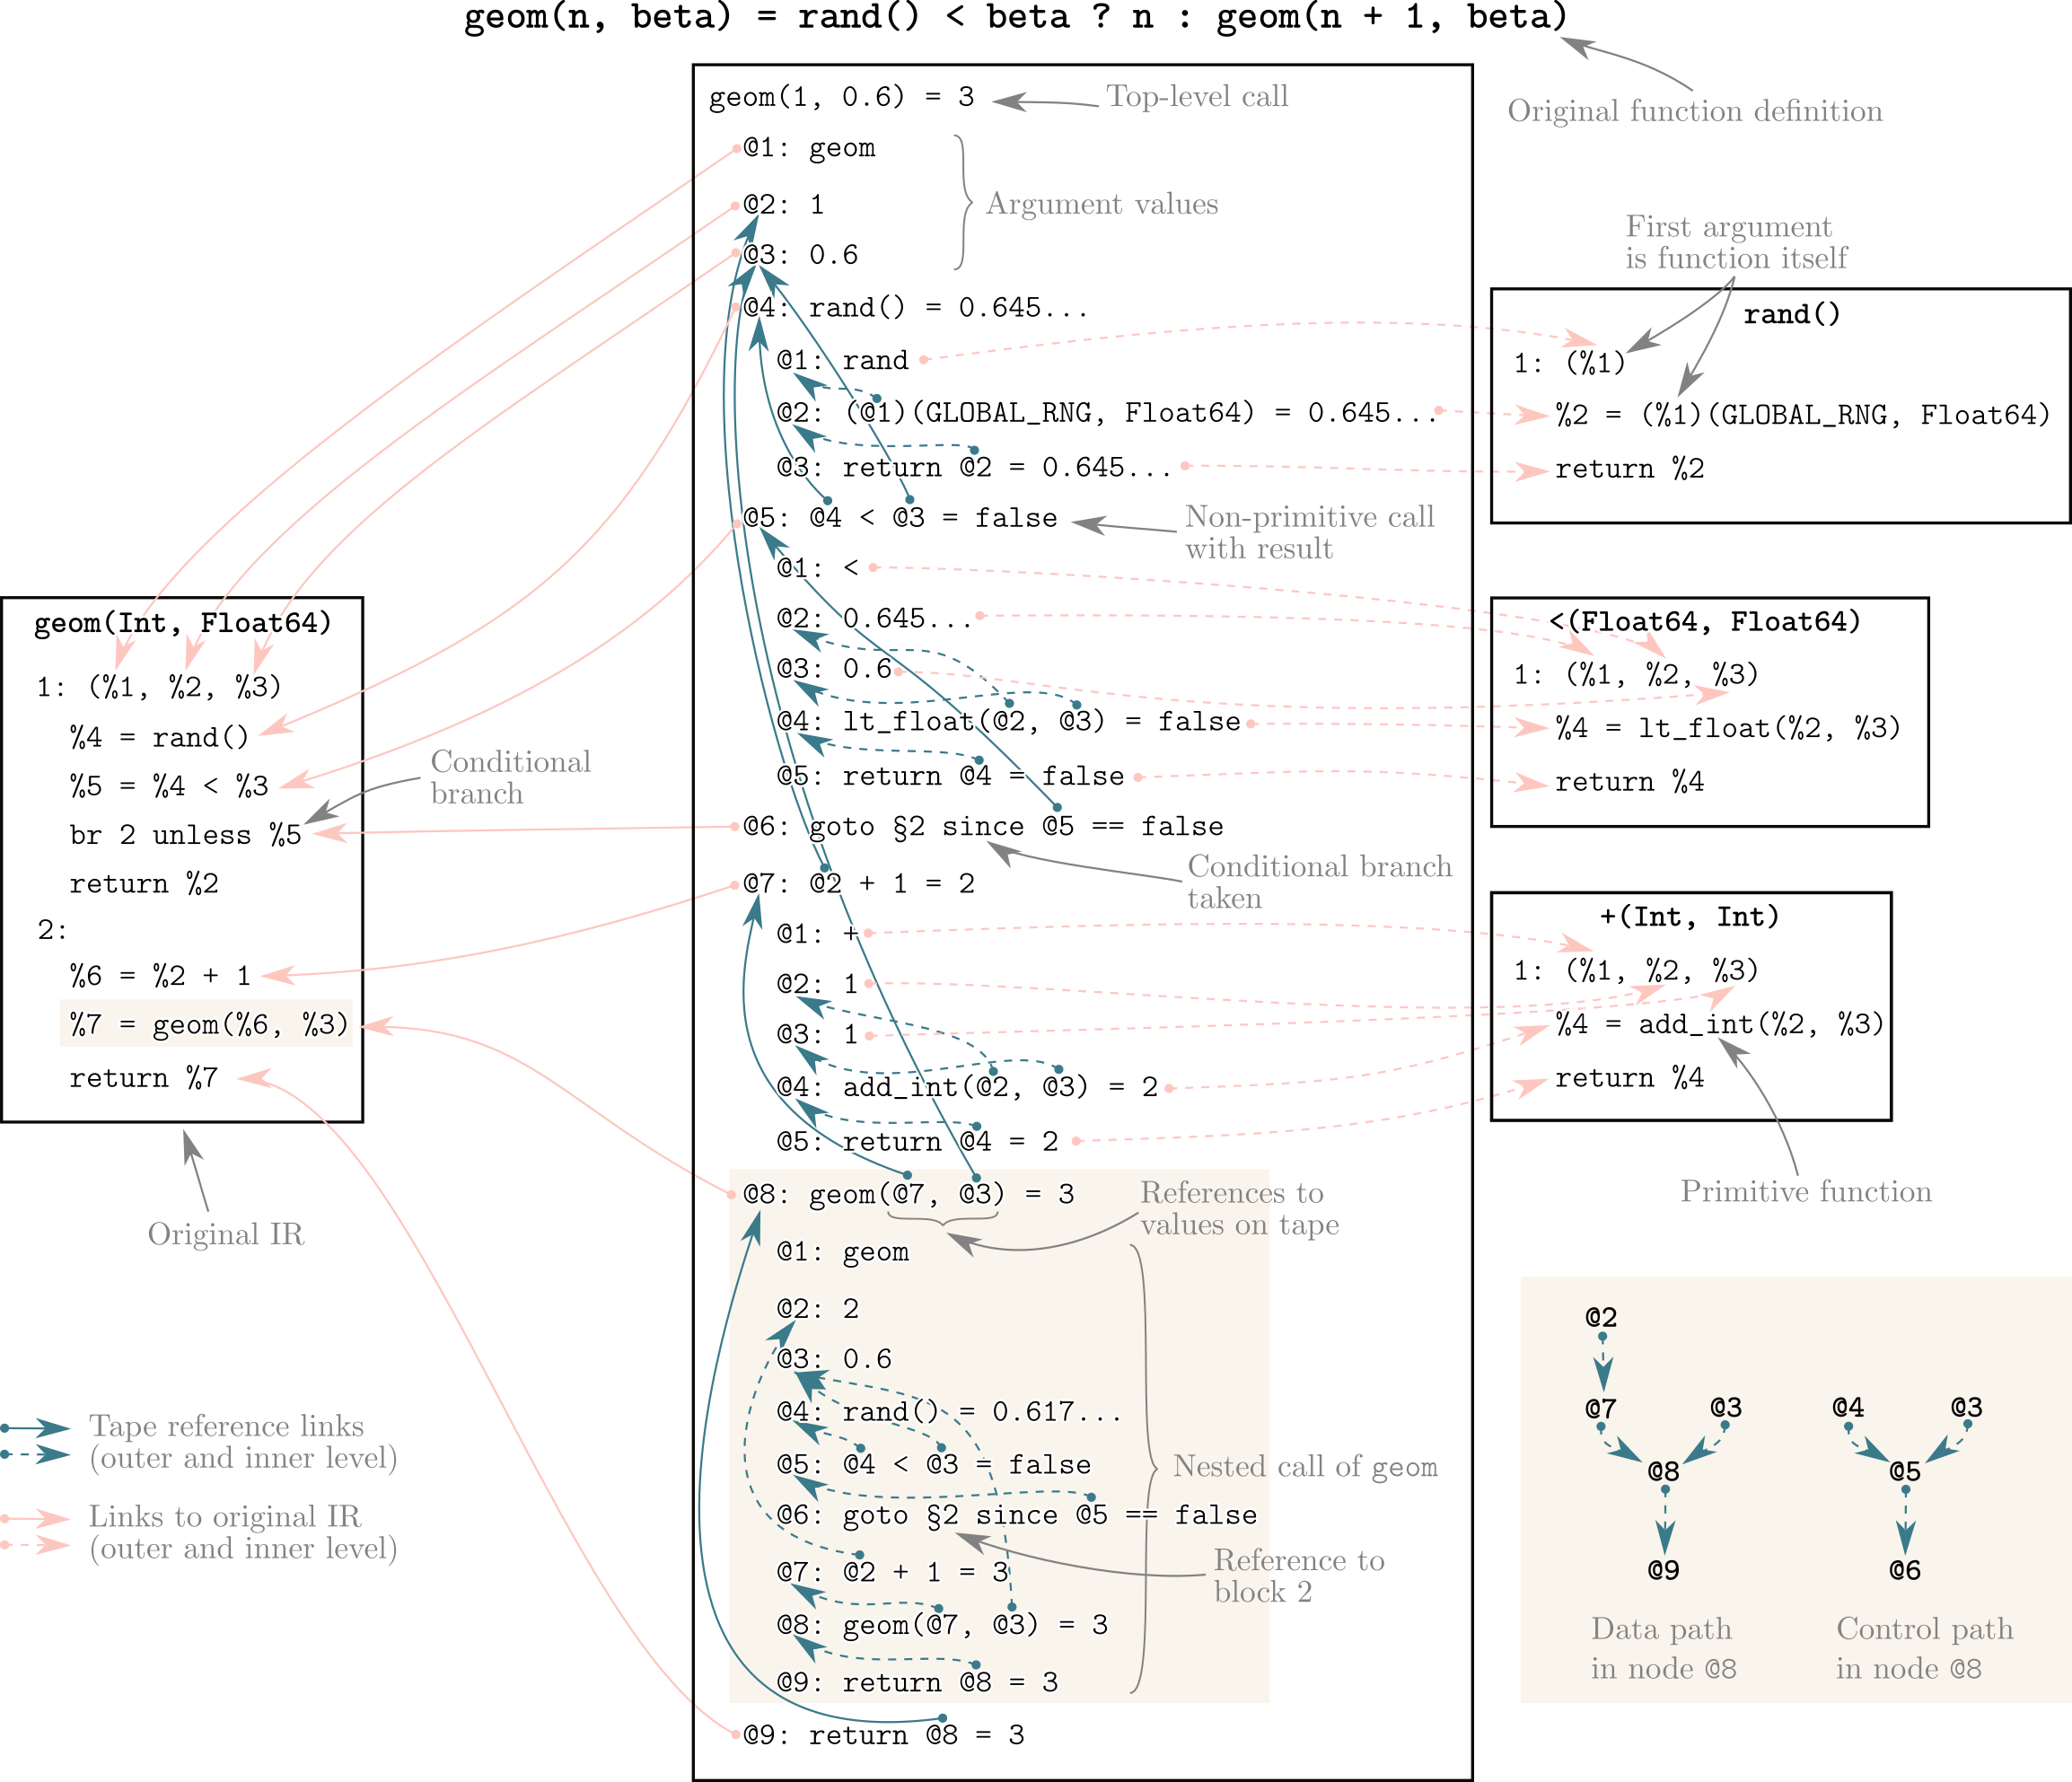 geom(n, beta) = rand() < beta ? n : geom(n + 1, beta)
Original function definition
geom(1, 0.6) = 3
Top-level call
@1: geom
@2: 1
@3: 0.6
Argument values
@4: rand() = 0.645...
@1: rand
@2: (@1)(GLOBAL_RNG, Float64) = 0.645...
@3: return @2 = 0.645...
@5: @4 < @3 = false
Non-primitive call
with result
@1: <
@2: 0.645...
@3: 0.6
@4: lt_float(@2, @3) = false
@5: return @4 = false
@6: goto §2 since @5 == false
Conditional branch
taken
@7: @2 + 1 = 2
@1: +
@2: 1
@3: 1
@4: add_int(@2, @3) = 2
@5: return @4 = 2
@8: geom(@7, @3) = 3
References to
values on tape
@1: geom
@2: 2
@3: 0.6
@4: rand() = 0.617...
@5: @4 < @3 = false
@6: goto §2 since @5 == false
@7: @2 + 1 = 3
@8: geom(@7, @3) = 3
@9: return @8 = 3
Nested call of geom
Reference to
block 2
@9: return @8 = 3
geom(Int, Float64)
1: (%1, %2, %3)
%4 = rand()
%5 = %4 < %3
br 2 unless %5
return %2
2:
%6 = %2 + 1
%7 = geom(%6, %3)
return %7
Conditional
branch
Original IR
Tape reference links
(outer and inner level)
Links to original IR
(outer and inner level)
First argument
is function itself
rand()
1: (%1)
%2 = (%1)(GLOBAL_RNG, Float64)
return %2
<(Float64, Float64)
1: (%1, %2, %3)
%4 = lt_float(%2, %3)
return %4
+(Int, Int)
1: (%1, %2, %3)
%4 = add_int(%2, %3)
return %4
Primitive function
@2
@7
@3
@8
@9
Data path
in node @8
@4
@3
@5
@6
Control path
in node @8